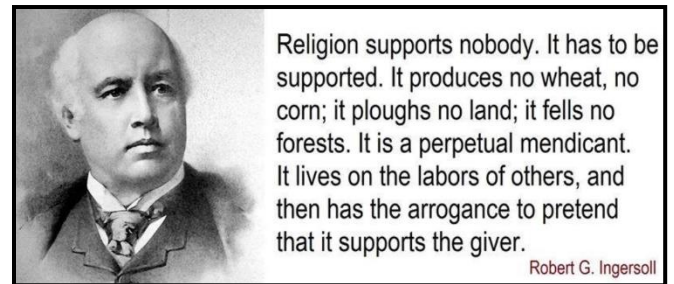 Religion supports nobody. It has to be
supported. It produces no wheat, no
corn; it ploughs no land; it fells no
forests. It is a perpetual mendicant.
It lives on the labors of others, and
then has the arrogance to pretend
that it supports the giver.
Robert G. Ingersoll